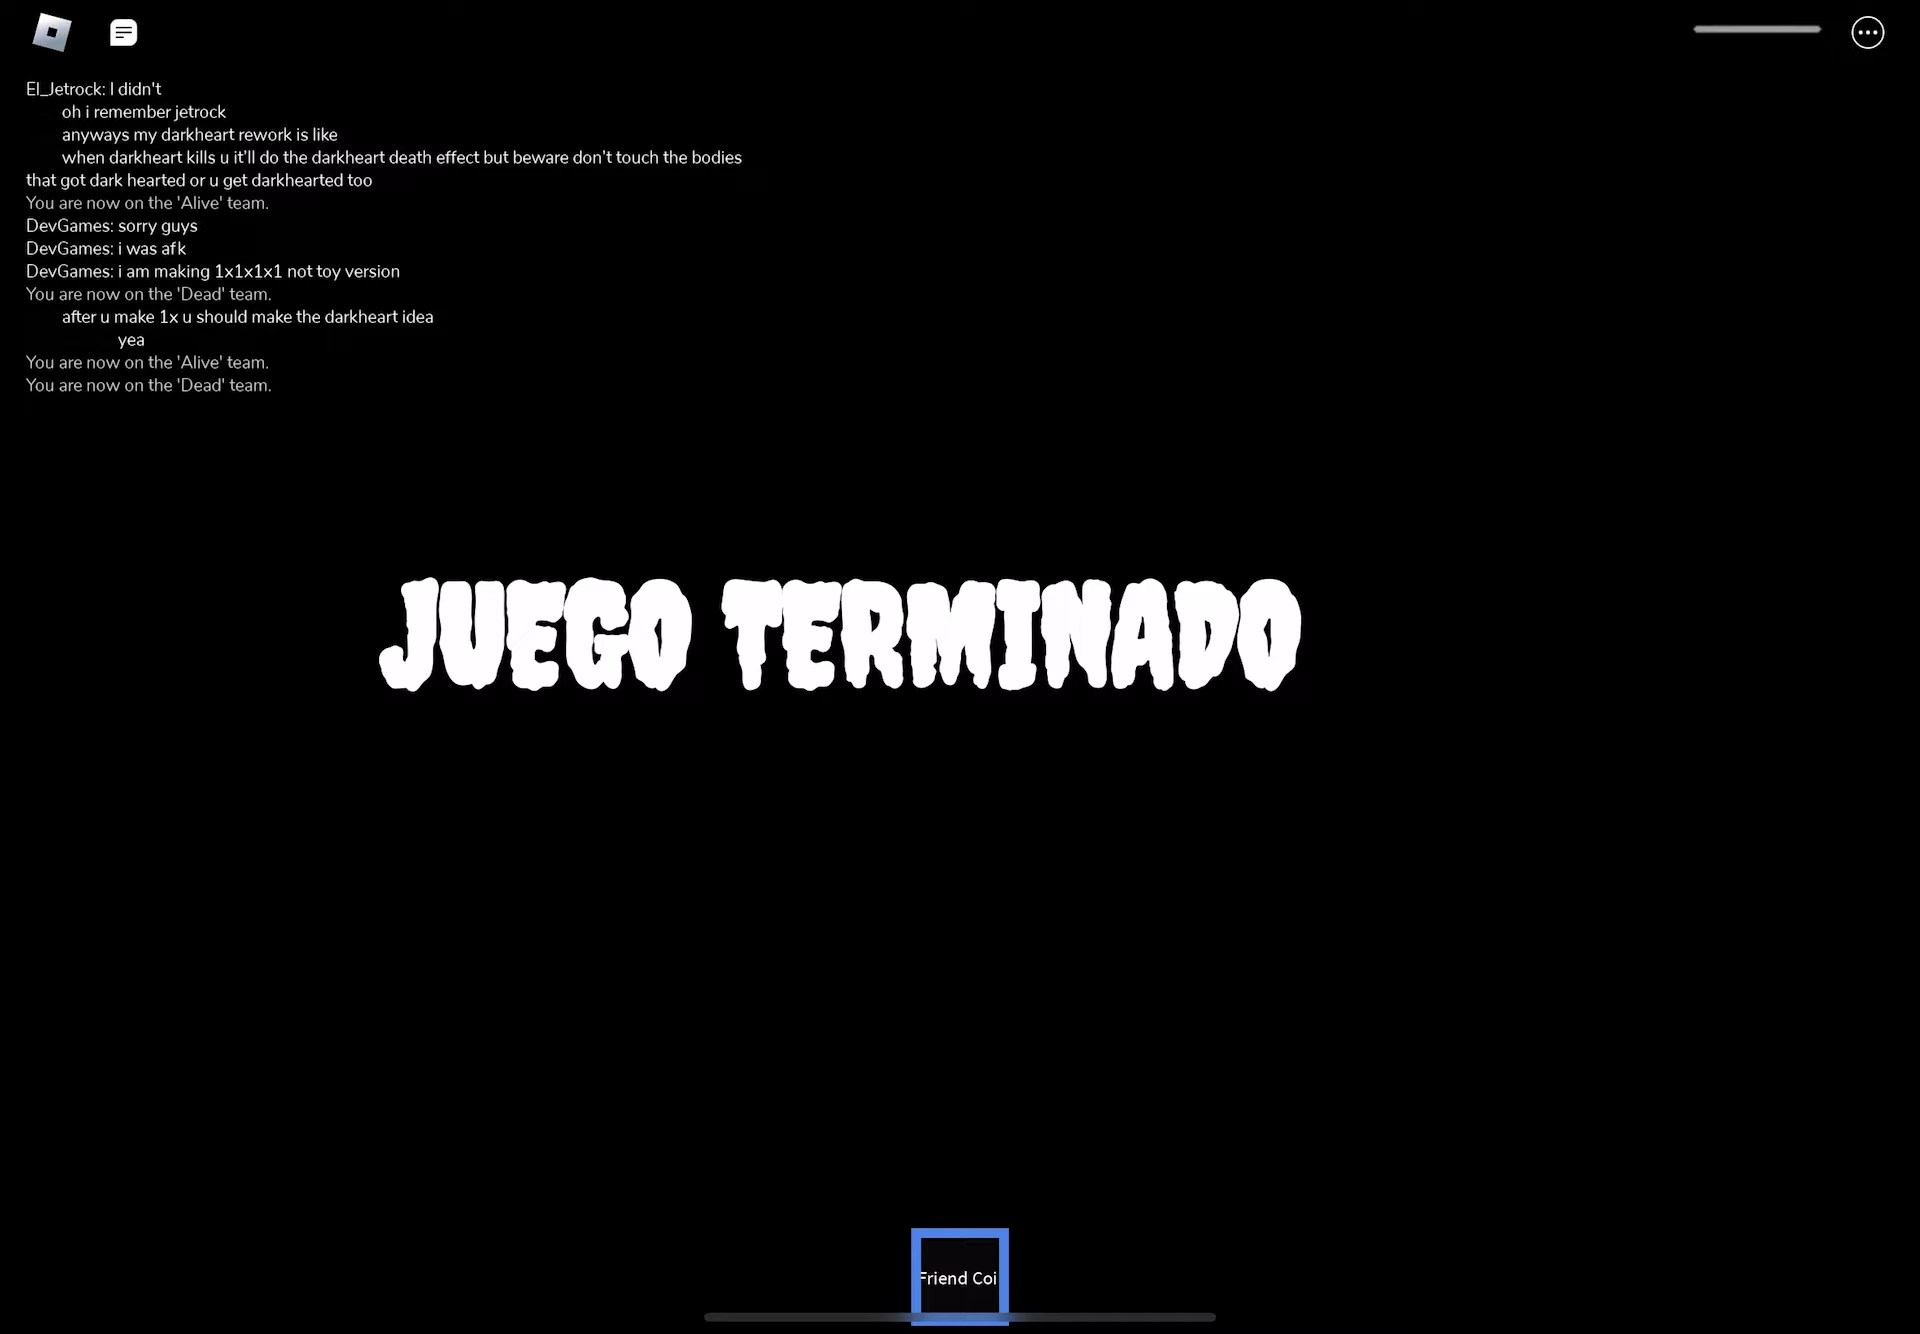 El_Jetrock: I didn't
oh i remember jetrock
anyways my darkheart rework is like
when darkheart kills u it'll do the darkheart death effect but beware don't touch the bodies
that got dark hearted or u get darkhearted too
You are now on the 'Alive' team.
DevGames: sorry guys
DevGames: i was afk
DevGames: i am making 1x1x1x1 not toy version
You are now on the 'Dead' team.
after u make 1x u should make the darkheart idea
yea
You are now on the 'Alive' team.
You are now on the 'Dead' team.
JUEGO TERMINADO
Friend Coi